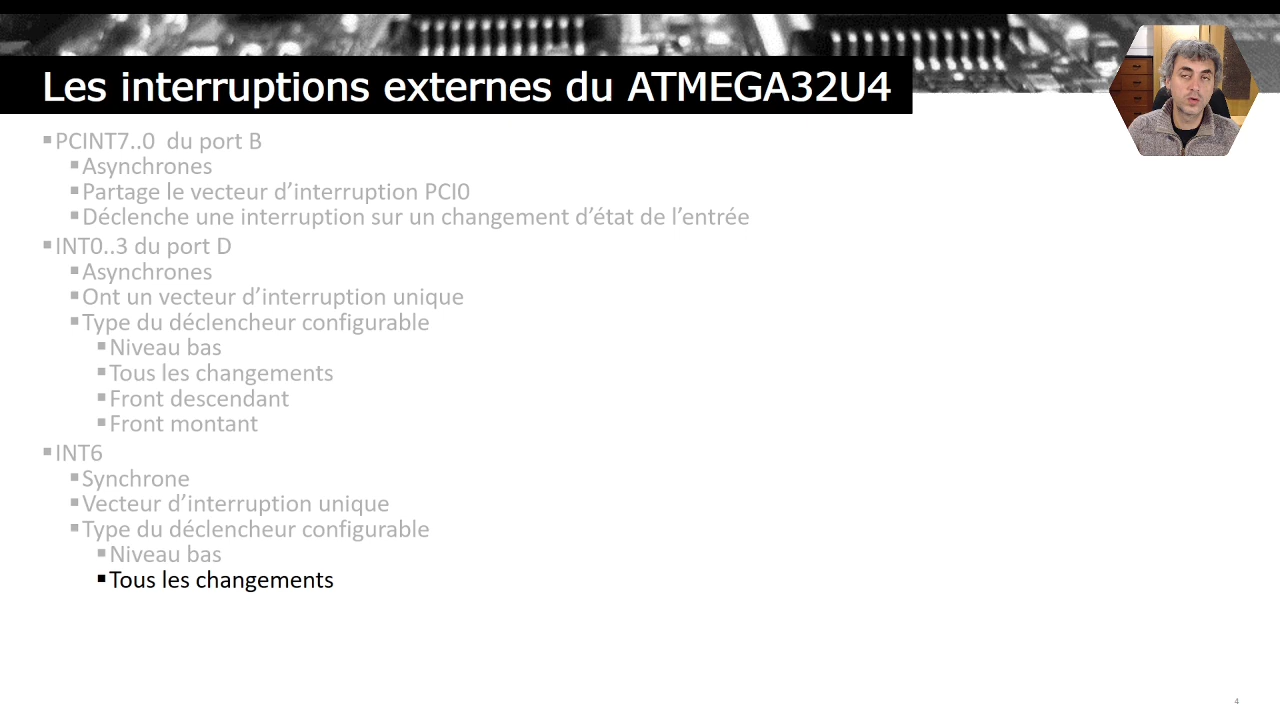 Les interruptions externes du ATMEGA32U4
PCINT7..0 du port B
Asynchrones
Partage le vecteur d’interruption PCI0
Déclenche une interruption sur un changement d’état de l’entrée
INT0..3 du port D
Asynchrones
Ont un vecteur d’interruption unique
Type du déclencheur configurable
Niveau bas
Tous les changements
Front descendant
Front montant
INT6
Synchrone
Vecteur d’interruption unique
Type du déclencheur configurable
Niveau bas
Tous les changements
4